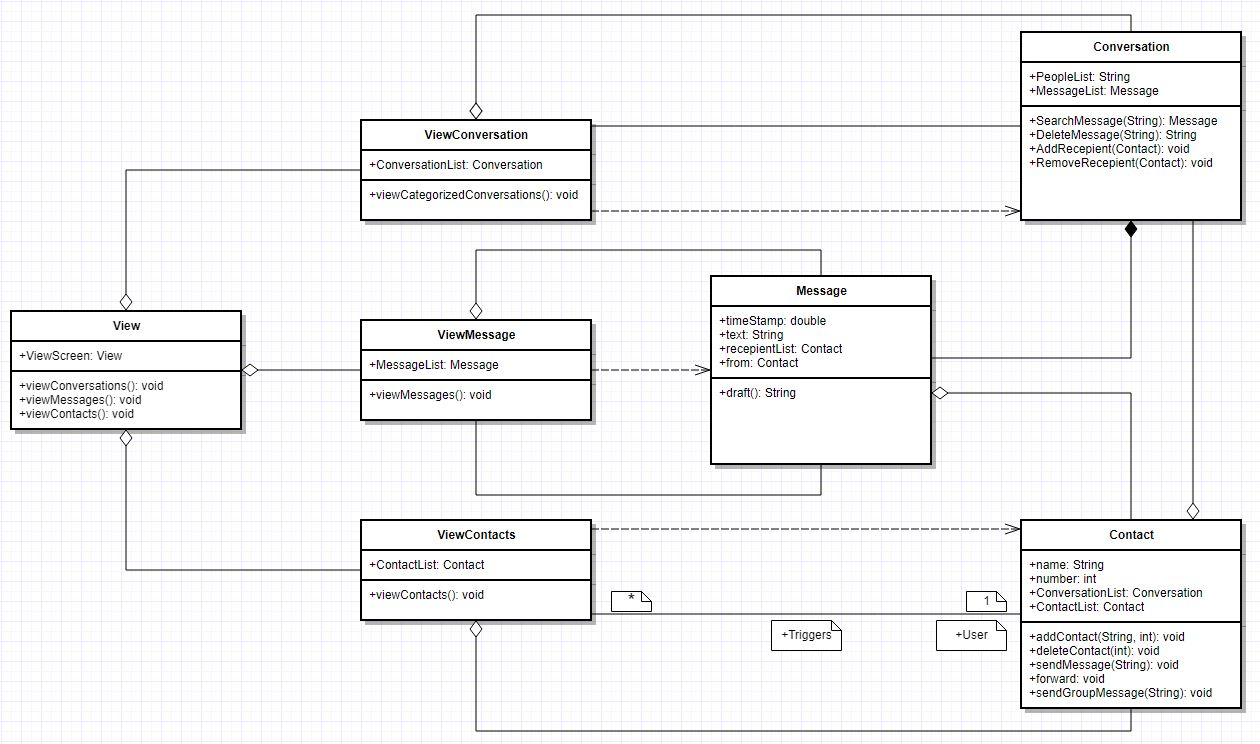 Conversation
+PeopleList: String
+MessageList: Message
+SearchMessage(String): Message
+DeleteMessage(String): String
+AddRecepient(Contact): void
+RemoveRecepient(Contact): void
ViewConversation
+ConversationList: Conversation
+viewCategorizedConversations(): void
View
+ViewScreen: View
+viewConversations(): void
+viewMessages(): void
+viewContacts(): void
ViewMessage
+MessageList: Message
+viewMessages(): void
Message
+timeStamp: double
+text: String
+recepientList: Contact
+from: Contact
+draft(): String
ViewContacts
+ContactList: Contact
+viewContacts(): void
*
1
+Triggers
+User
Contact
+name: String
+number: int
+ConversationList: Conversation
+ContactList: Contact
+addContact(String, int): void
+deleteContact(int): void
+sendMessage(String): void
+forward: void
+sendGroupMessage(String): void